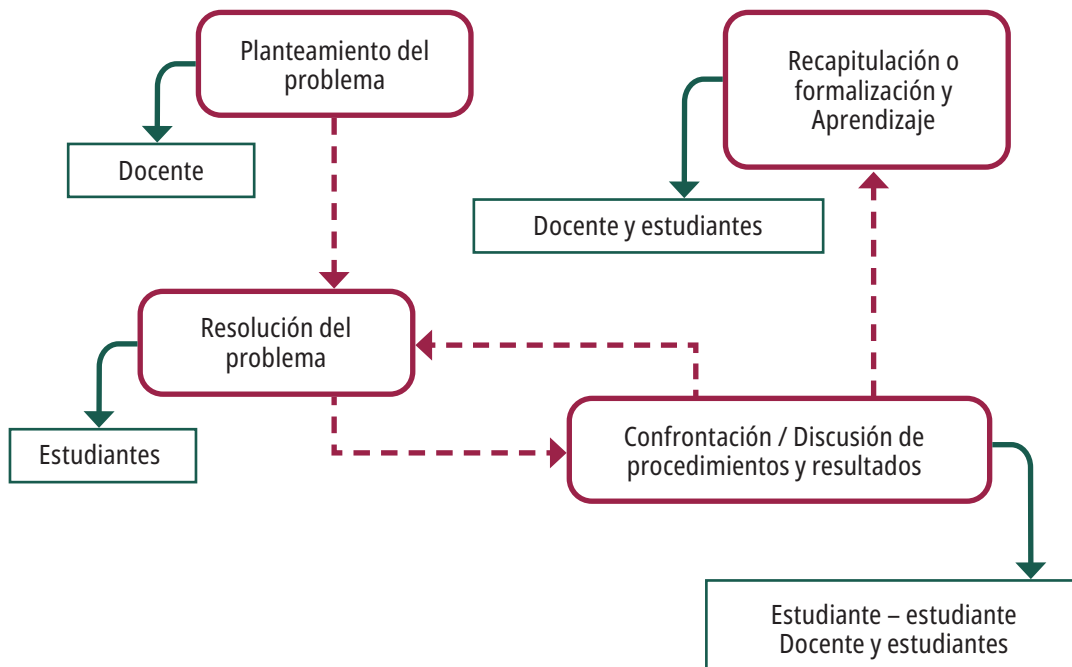 Planteamiento del
problema
Docente
Recapitulación o
formalización y
Aprendizaje
Docente y estudiantes
Resolución del
problema
Estudiantes
Confrontación / Discusión de
procedimientos y resultados
Estudiante – estudiante
Docente y estudiantes